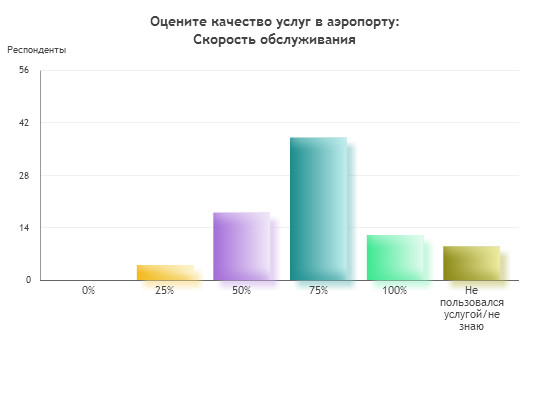 Оцените качество услуг в аэропорту:
Скорость обслуживания
Респонденты
56
42
28
14
0
0%
25%
50%
75%
100%
Не
пользовался
услугой/не
знаю